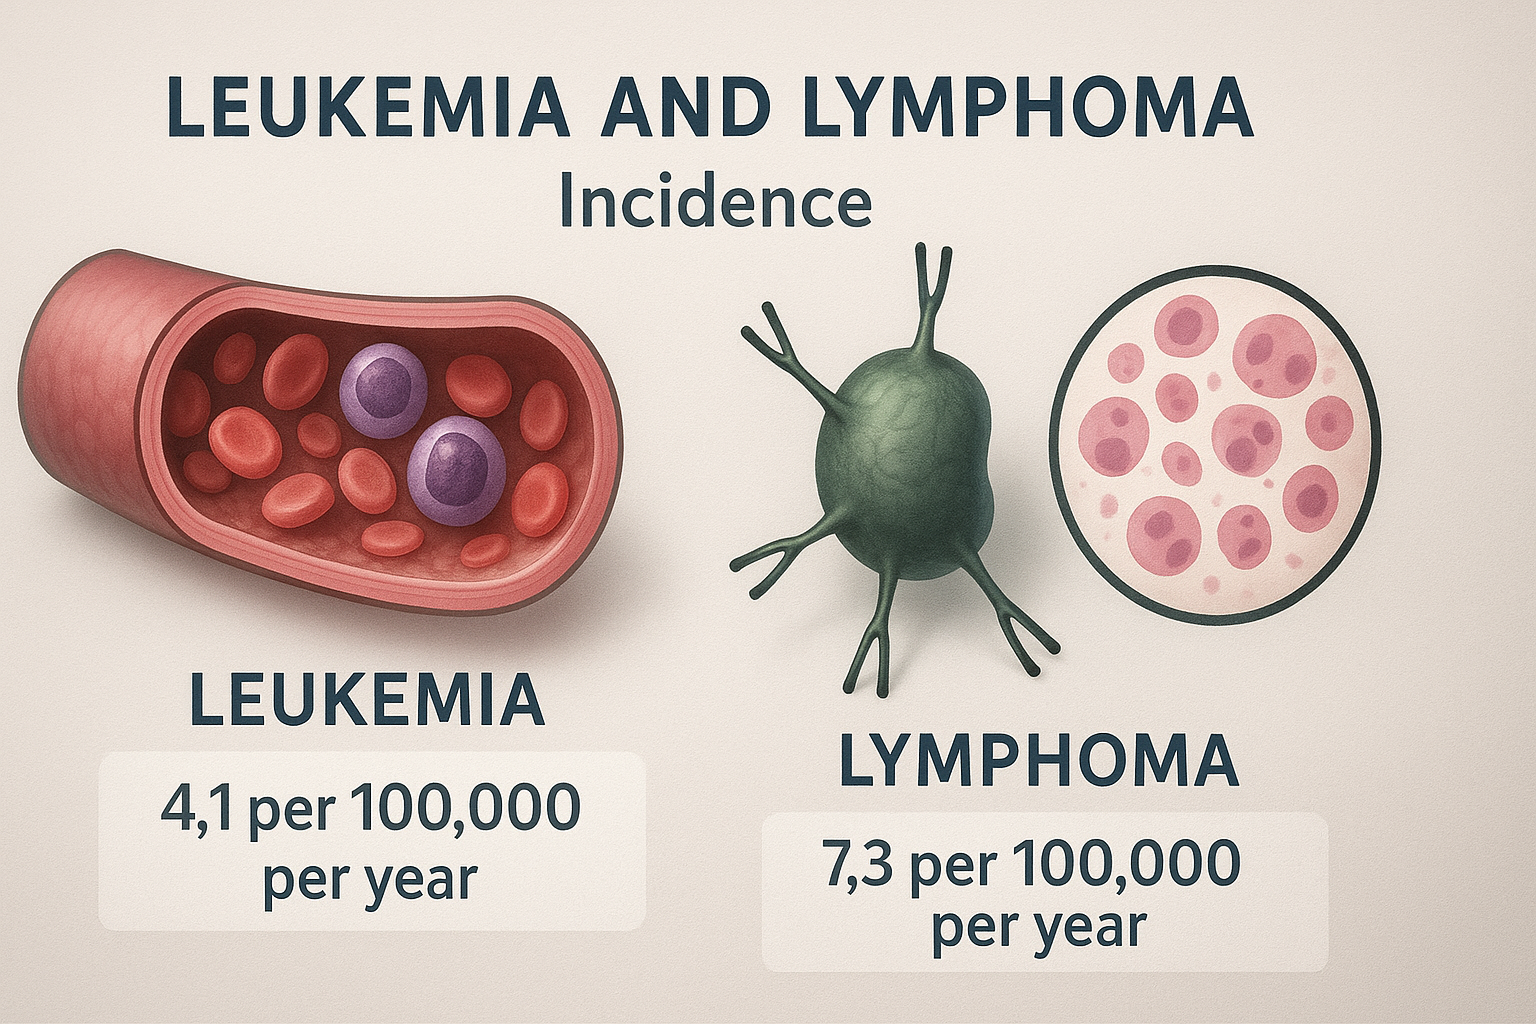 LEUKEMIA AND LYMPHOMA
Incidence
LEUKEMIA
4,1 per 100,000
per year
LYMPHOMA
7,3 per 100,000
per year